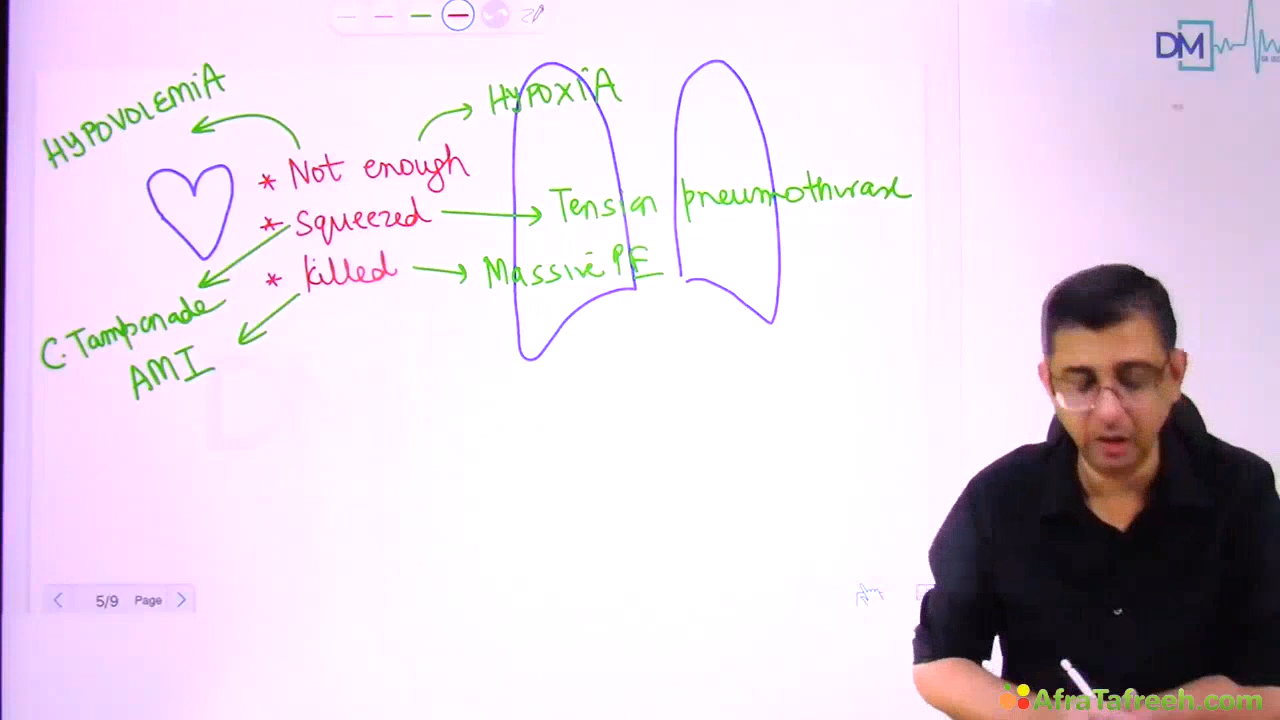 DM
HYPOVOLEMIA
HYPOXIA
* Not enough
* Squeezed
Tension pneumothorax
* Killed
Massive PE
C. Tamponade
AMI
5/9 Page
AfraTafreeh.com